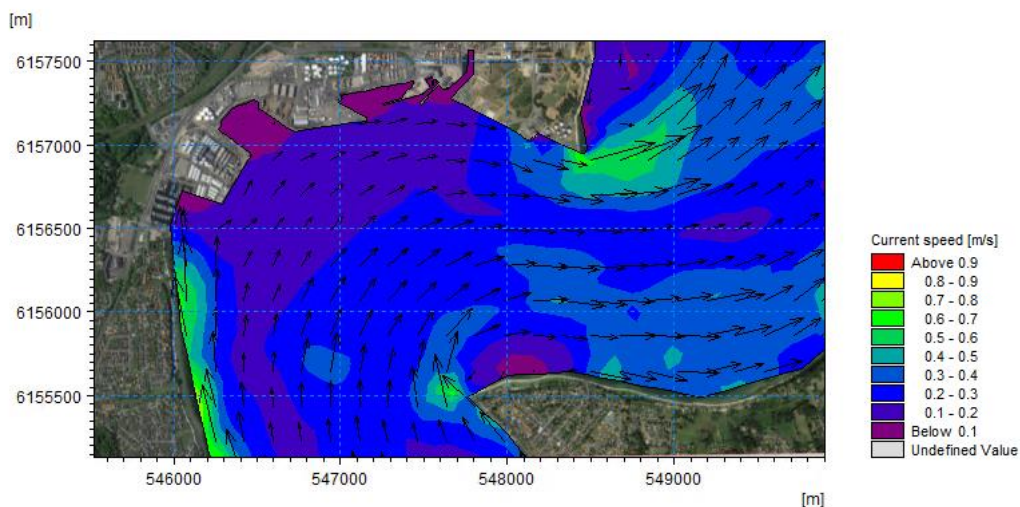 [m]
6157500
6157000
6156500
6156000
6155500
546000 547000 548000 549000
[m]
Current speed [m/s]
Above 0.9
0.8 - 0.9
0.7 - 0.8
0.6 - 0.7
0.5 - 0.6
0.4 - 0.5
0.3 - 0.4
0.2 - 0.3
0.1 - 0.2
Below 0.1
Undefined Value